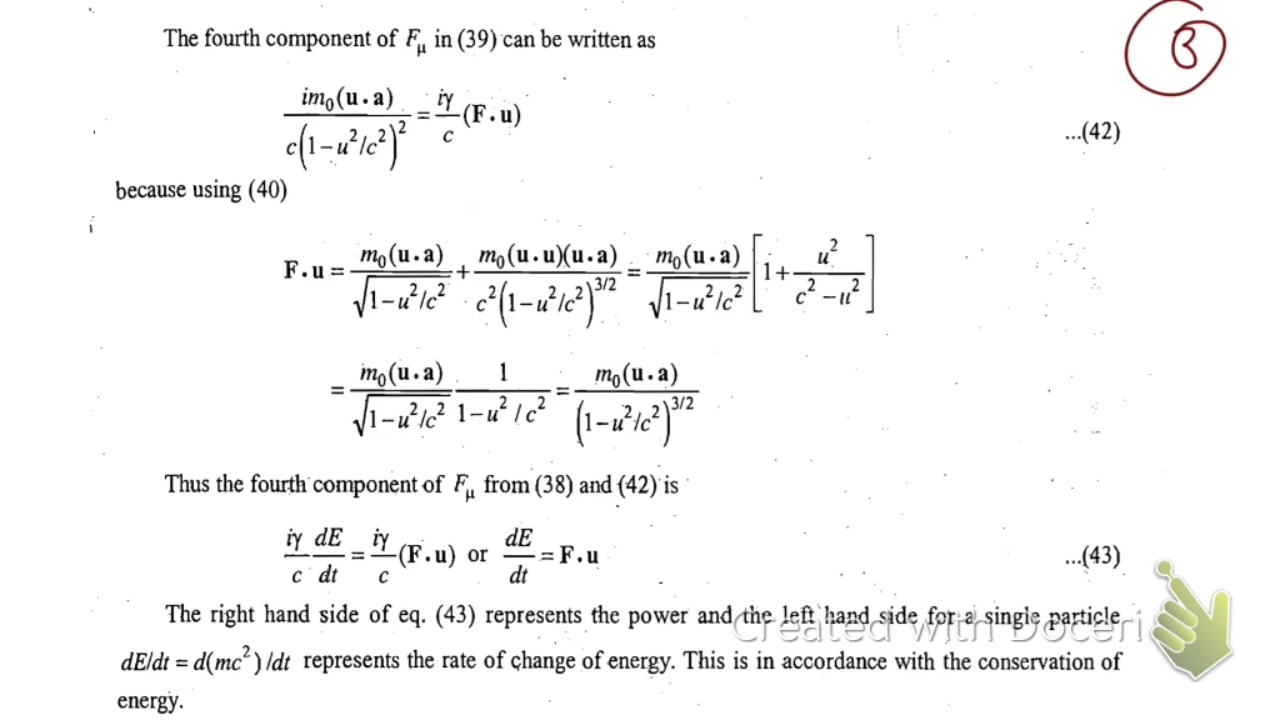 The fourth component of Fμ in (39) can be written as
B
im₀(u.a) / c(1−u²/c²)² = iγ/c (F.u) ...(42)
because using (40)
F.u = m₀(u.a)/√1−u²/c² + m₀(u.u)(u.a)/c²(1−u²/c²)^3/2 = m₀(u.a)/√1−u²/c² [1+ u²/c²−u²]
= m₀(u.a)/√1−u²/c² 1/1−u²/c² = m₀(u.a)/(1−u²/c²)^3/2
Thus the fourth component of Fμ from (38) and (42) is
iγ/c dE/dt = iγ/c (F.u) or dE/dt = F.u ...(43)
The right hand side of eq. (43) represents the power and the left hand side for a single particle
Created with Doceri
dE/dt = d(mc²)/dt represents the rate of change of energy. This is in accordance with the conservation of
energy.